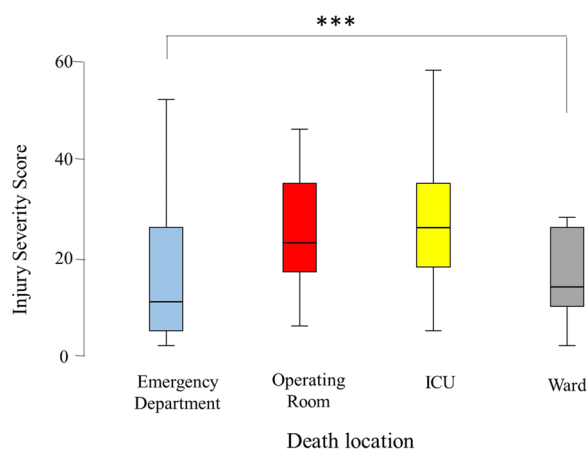 ***
60
40
20
0
Injury Severity Score
Emergency
Department
Operating
Room
ICU
Ward
Death location